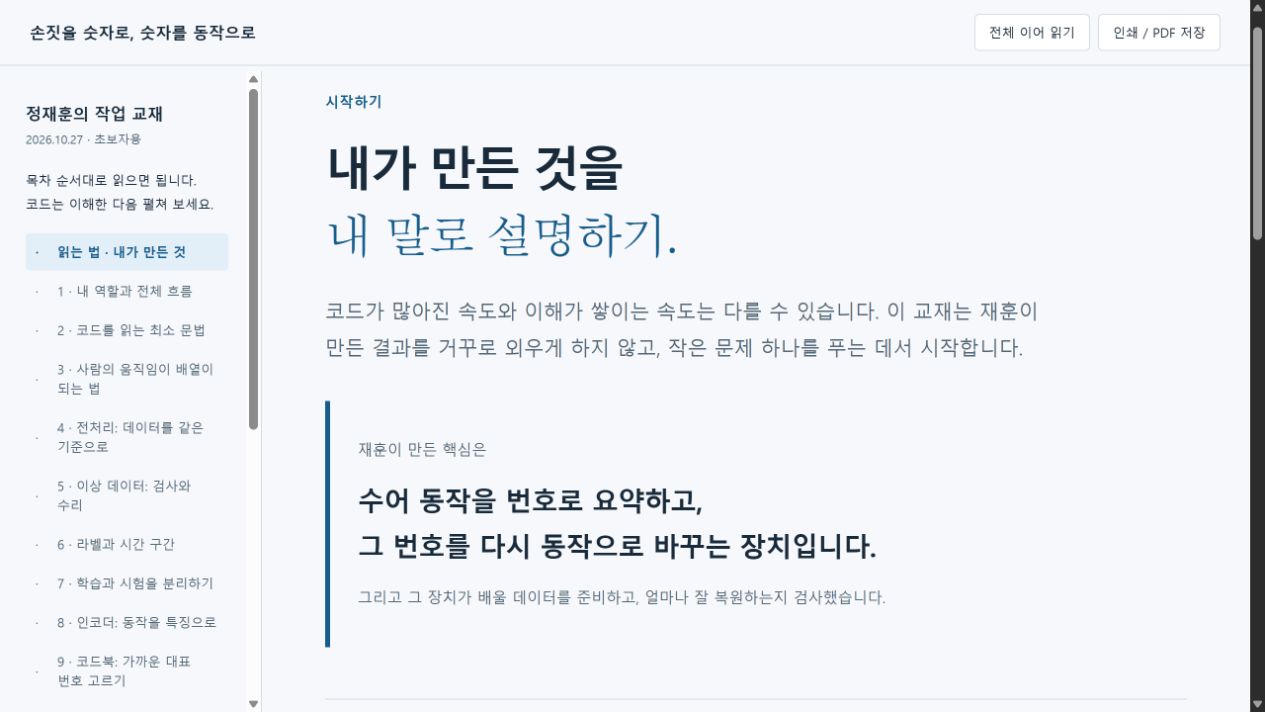 손짓을 숫자로, 숫자를 동작으로
전체 이어 읽기
인쇄 / PDF 저장
정재훈의 작업 교재
2026.10.27 · 초보자용
목차 순서대로 읽으면 됩니다.
코드는 이해한 다음 펼쳐 보세요.
· 읽는 법 · 내가 만든 것
· 1 · 내 역할과 전체 흐름
· 2 · 코드를 읽는 최소 문법
· 3 · 사람의 움직임이 배열이
되는 법
· 4 · 전처리: 데이터를 같은
기준으로
· 5 · 이상 데이터: 검사와
수리
· 6 · 라벨과 시간 구간
· 7 · 학습과 시험을 분리하기
· 8 · 인코더: 동작을 특징으로
· 9 · 코드북: 가까운 대표
번호 고르기
시작하기
내가 만든 것을
내 말로 설명하기.
코드가 많아진 속도와 이해가 쌓이는 속도는 다를 수 있습니다. 이 교재는 재훈이
만든 결과를 거꾸로 외우게 하지 않고, 작은 문제 하나를 푸는 데서 시작합니다.
재훈이 만든 핵심은
수어 동작을 번호로 요약하고,
그 번호를 다시 동작으로 바꾸는 장치입니다.
그리고 그 장치가 배울 데이터를 준비하고, 얼마나 잘 복원하는지 검사했습니다.